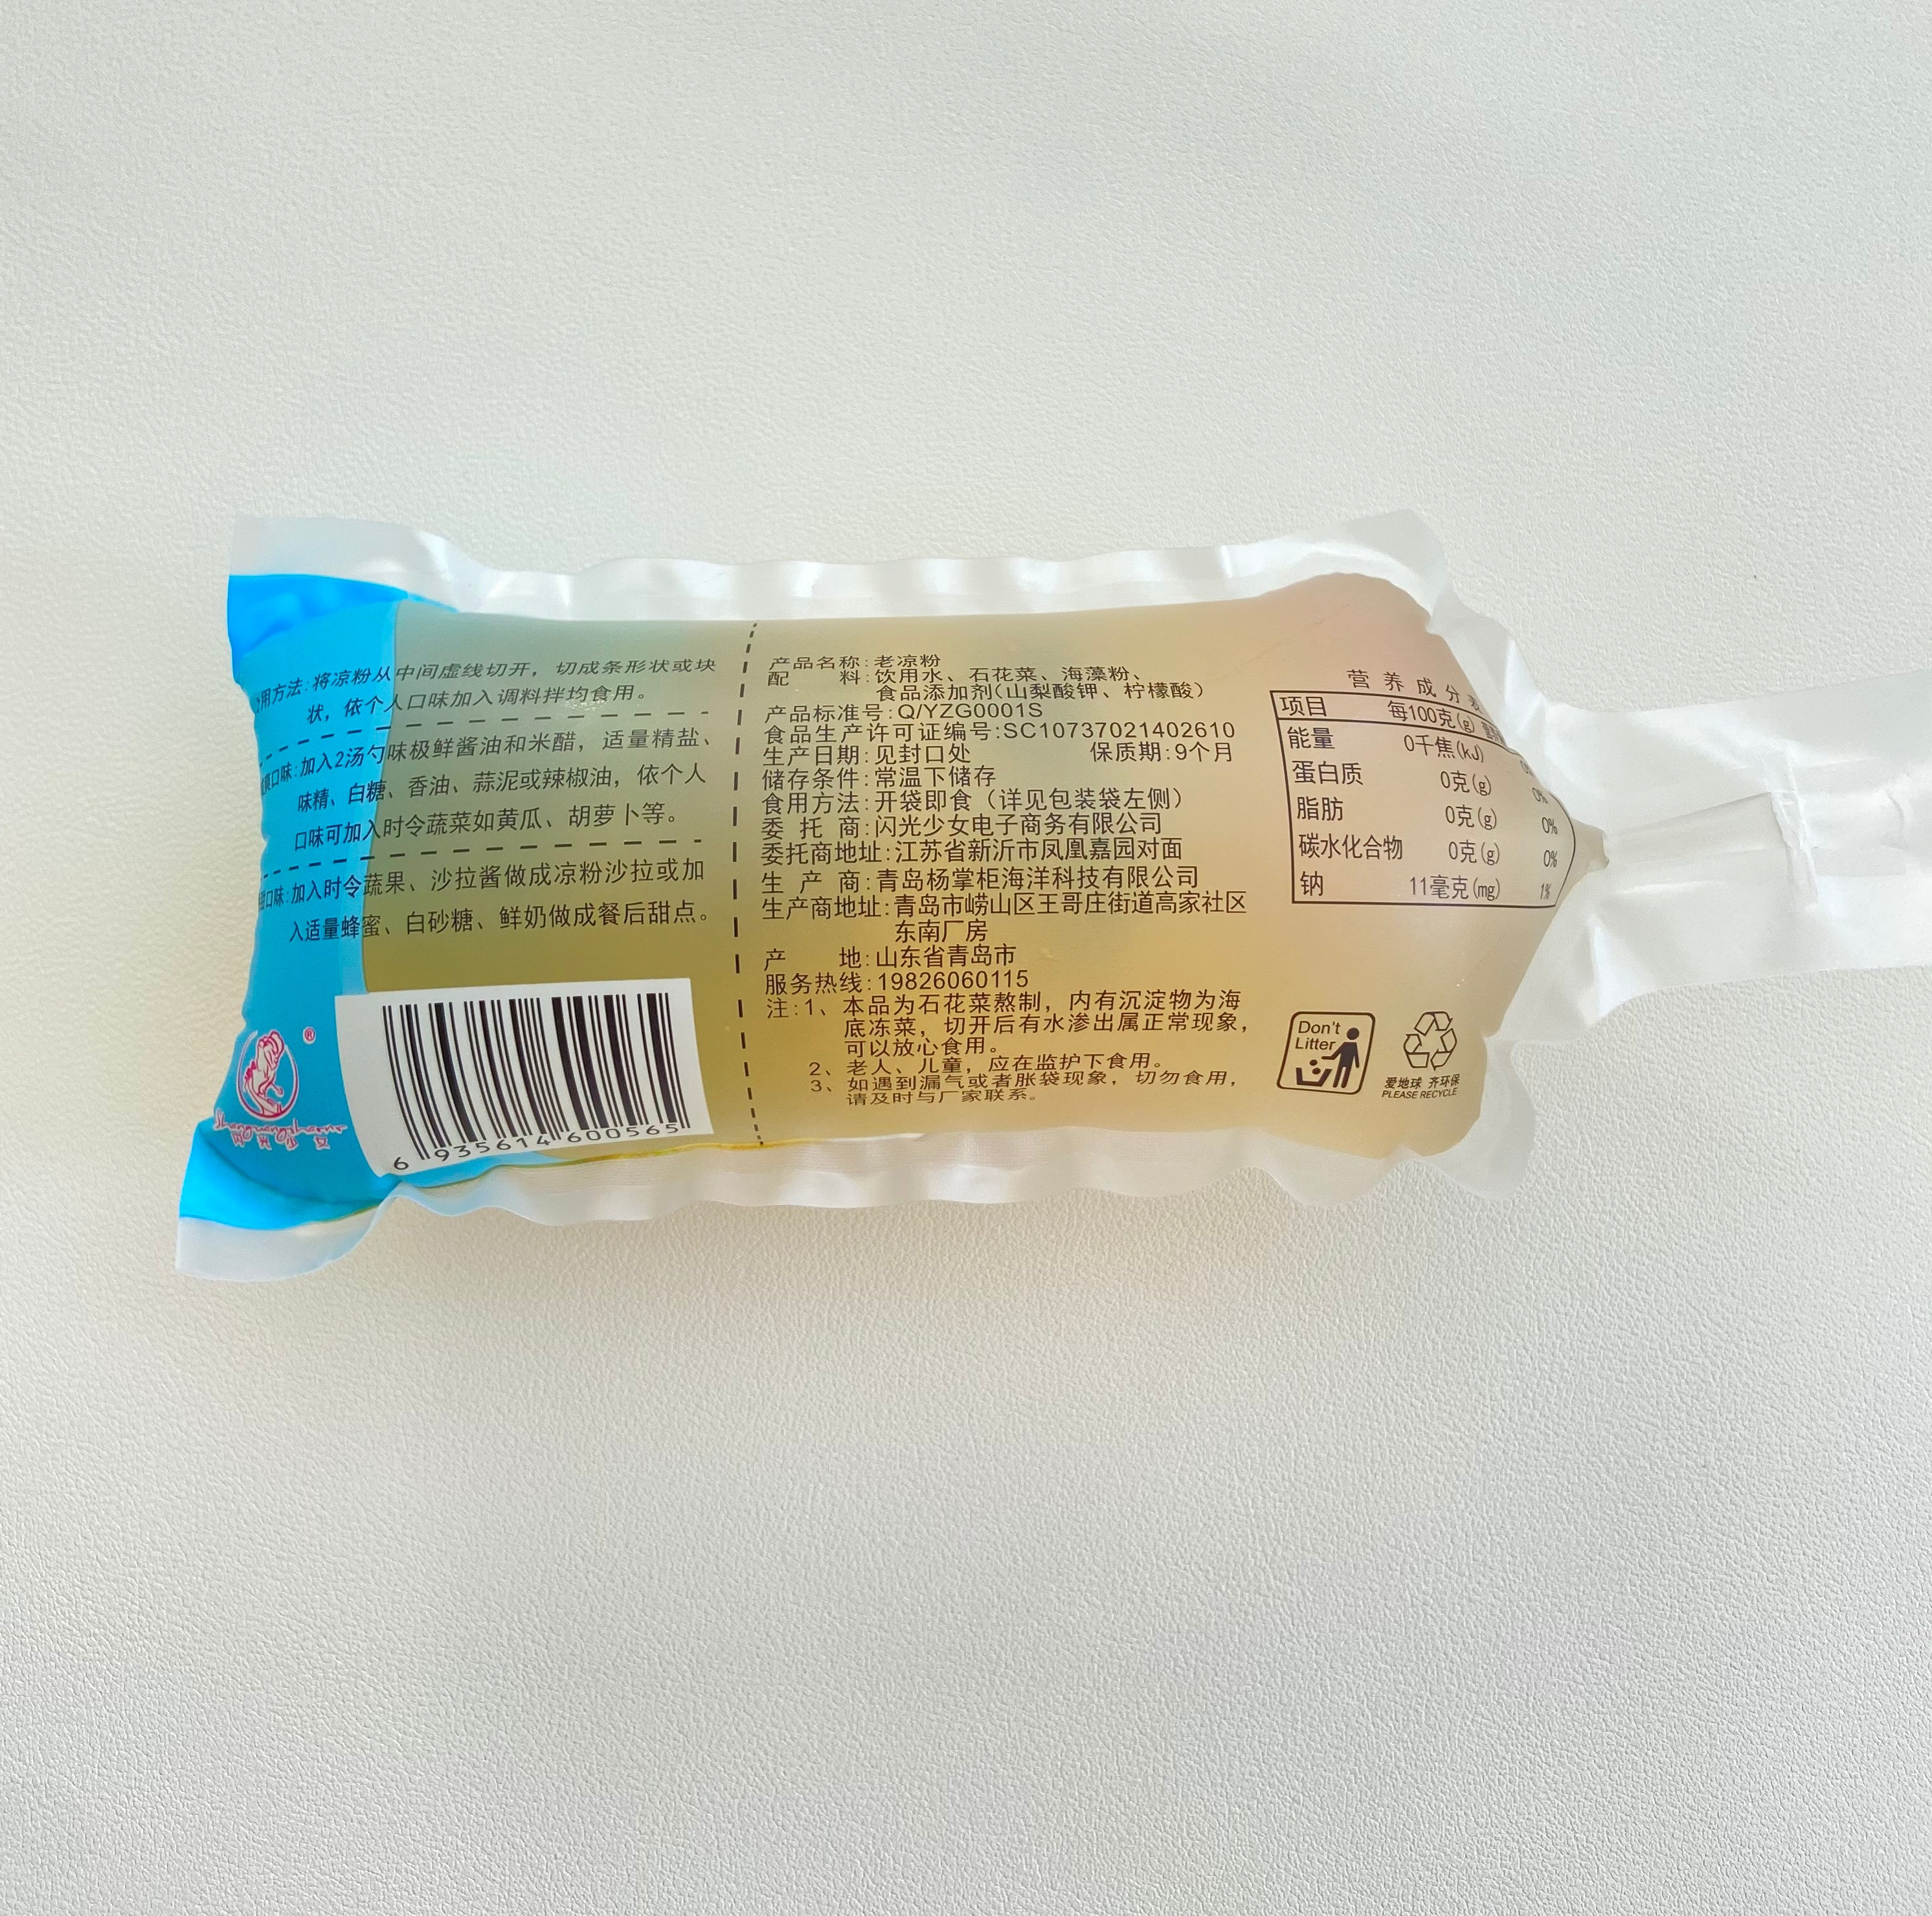 用方法:将凉粉从中间虚线切开，切成条形状或块
状，依个人口味加入调料拌均食用。
口味:加入2汤勺味极鲜酱油和米醋，适量精盐、
味精、白糖、香油、蒜泥或辣椒油，依个人
口味可加入时令蔬菜如黄瓜、胡萝卜等。
口味:加入时令蔬果、沙拉酱做成凉粉沙拉或加
入适量蜂蜜、白砂糖、鲜奶做成餐后甜点。
®
6 935614 600565
产品名称:老凉粉
配 料:饮用水、石花菜、海藻粉、
食品添加剂(山梨酸钾、柠檬酸)
产品标准号:Q/YZG0001S
食品生产许可证编号:SC10737021402610
生产日期:见封口处 保质期:9个月
储存条件:常温下储存
食用方法:开袋即食（详见包装袋左侧）
委 托 商:闪光少女电子商务有限公司
委托商地址:江苏省新沂市凤凰嘉园对面
生 产 商:青岛杨掌柜海洋科技有限公司
生产商地址:青岛市崂山区王哥庄街道高家社区
东南厂房
产 地:山东省青岛市
服务热线:19826060115
注:1、本品为石花菜熬制，内有沉淀物为海
底冻菜，切开后有水渗出属正常现象，
可以放心食用。
2、老人、儿童，应在监护下食用。
3、如遇到漏气或者胀袋现象，切勿食用，
请及时与厂家联系。
营养成分表
项目 每100克(g)
能量 0千焦(kJ)
蛋白质 0克(g) 0%
脂肪 0克(g) 0%
碳水化合物 0克(g) 0%
钠 11毫克(mg) 1%
Don't
Litter
爱地球 齐环保
PLEASE RECYCLE